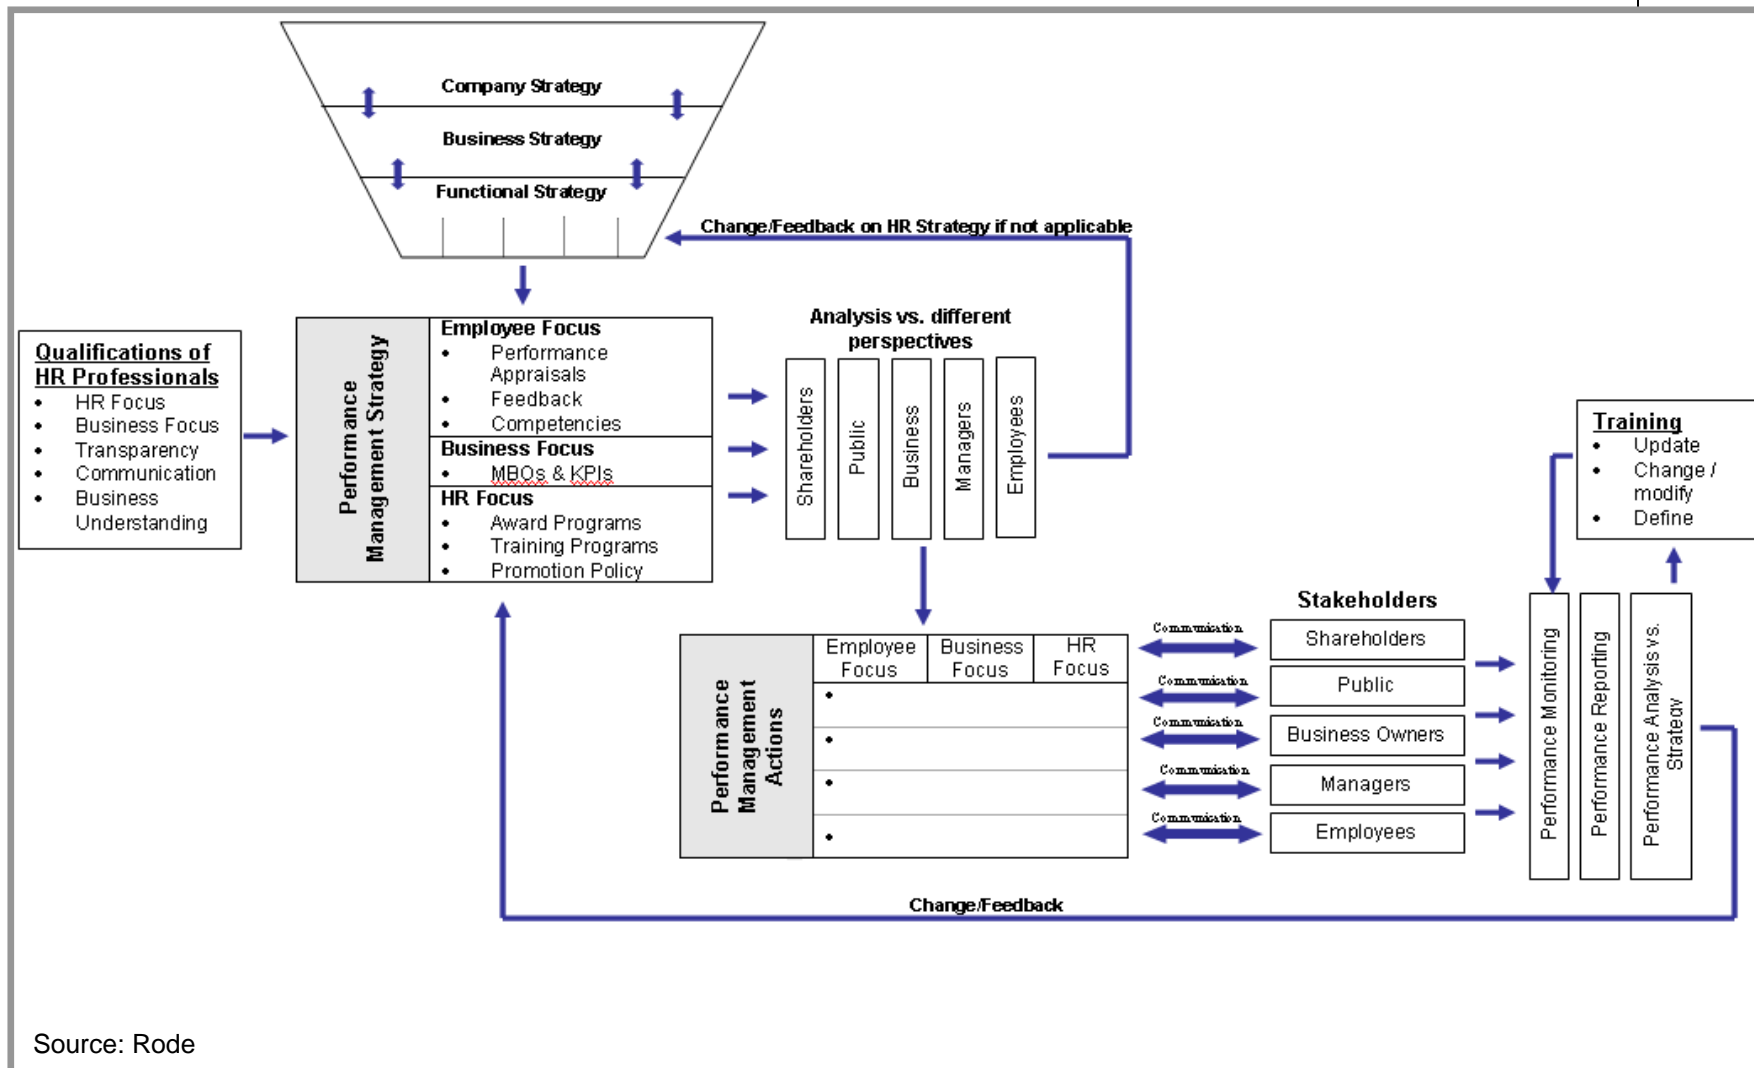 Company Strategy
Business Strategy
Functional Strategy
Change/Feedback on HR Strategy if not applicable
Qualifications of
HR Professionals
• HR Focus
• Business Focus
• Transparency
• Communication
• Business
Understanding
Performance
Management Strategy
Employee Focus
• Performance
Appraisals
• Feedback
• Competencies
Business Focus
• MBOs & KPIs
HR Focus
• Award Programs
• Training Programs
• Promotion Policy
Analysis vs. different
perspectives
Shareholders
Public
Business
Managers
Employees
Training
• Update
• Change /
modify
• Define
Performance
Management
Actions
Employee
Focus
Business
Focus
HR
Focus
•
•
•
•
Communication
Communication
Communication
Communication
Communication
Stakeholders
Shareholders
Public
Business Owners
Managers
Employees
Performance Monitoring
Performance Reporting
Performance Analysis vs.
Strategy
Change/Feedback
Source: Rode